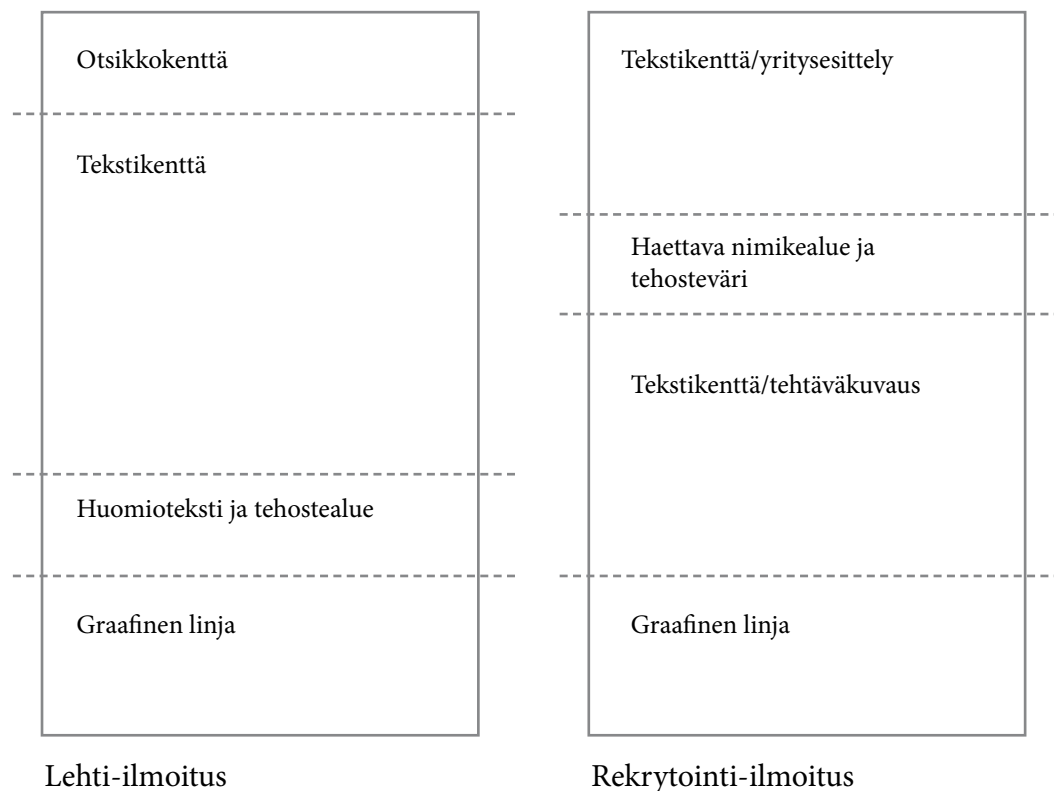 Otsikkokenttä
Tekstikenttä
Huomioteksti ja tehostealue
Graafinen linja
Lehti-ilmoitus
Tekstikenttä/yritysesittely
Haettava nimikealue ja
tehosteväri
Tekstikenttä/tehtäväkuvaus
Graafinen linja
Rekrytointi-ilmoitus